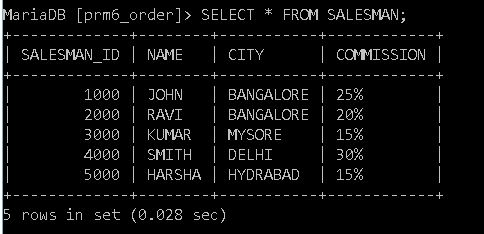 MariaDB [prm6_order]> SELECT * FROM SALESMAN;
+-------------+--------+-----------+------------+
| SALESMAN_ID | NAME   | CITY      | COMMISSION |
+-------------+--------+-----------+------------+
|        1000 | JOHN   | BANGALORE | 25%        |
|        2000 | RAVI   | BANGALORE | 20%        |
|        3000 | KUMAR  | MYSORE    | 15%        |
|        4000 | SMITH  | DELHI     | 30%        |
|        5000 | HARSHA | HYDRABAD  | 15%        |
+-------------+--------+-----------+------------+
5 rows in set (0.028 sec)